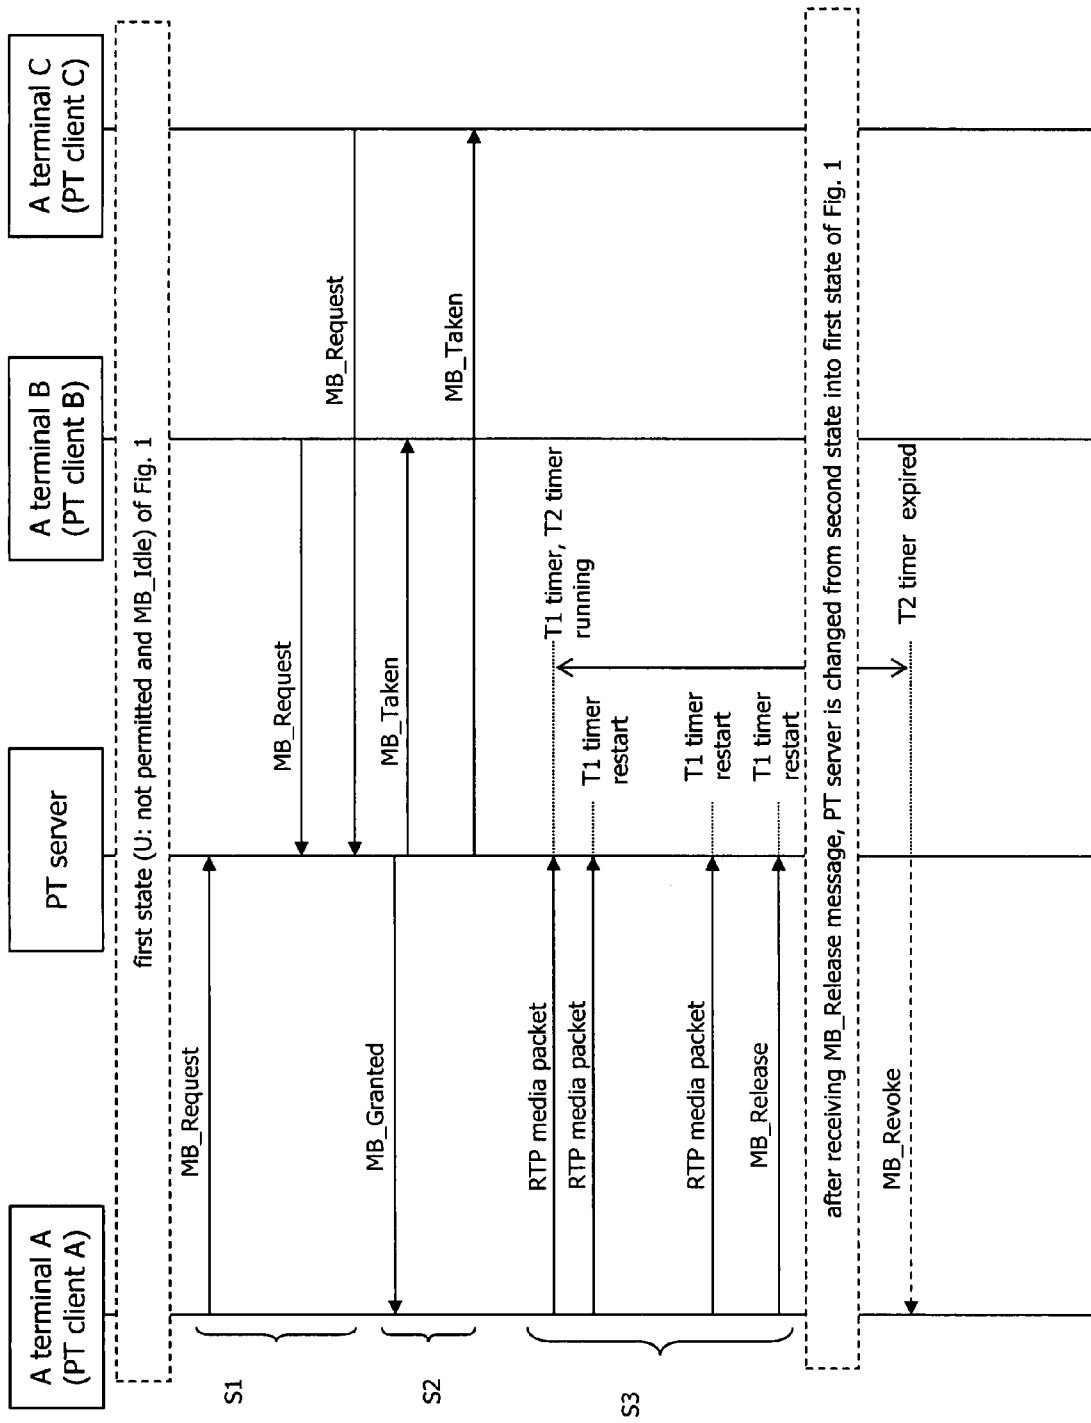 A terminal A
(PT client A)
PT server
A terminal B
(PT client B)
A terminal C
(PT client C)
first state (U: not permitted and MB_Idle) of Fig. 1
S1
MB_Request
MB_Request
MB_Request
S2
MB_Granted
MB_Taken
MB_Taken
S3
RTP media packet
T1 timer, T2 timer
running
RTP media packet
T1 timer
restart
RTP media packet
T1 timer
restart
MB_Release
T1 timer
restart
after receiving MB_Release message, PT server is changed from second state into first state of Fig. 1
MB_Revoke
T2 timer expired